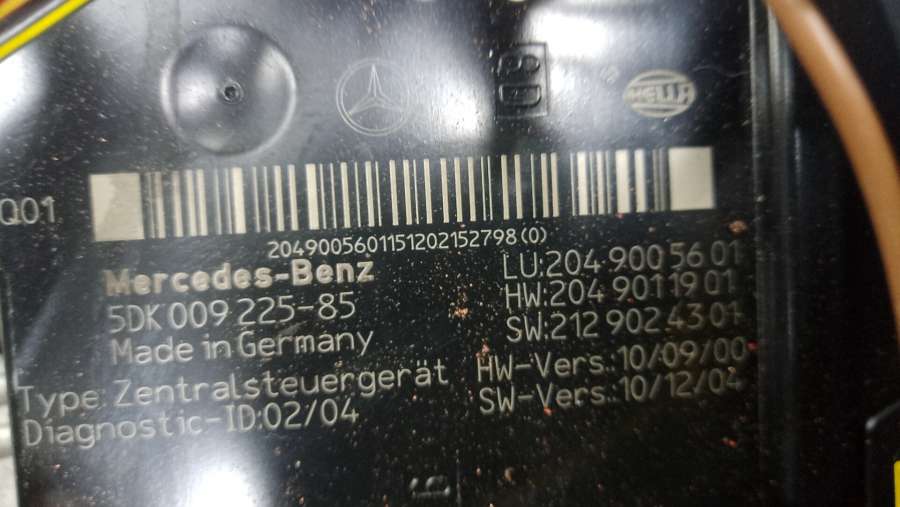 HELLA
Q01
2049005601151202152798(0)
Mercedes-Benz
5DK 009 225-85
Made in Germany
Type: Zentralsteuergerät
Diagnostic-ID:02/04
LU:204 900 56 01
HW:204 901 19 01
SW:212 902 43 01
HW-Vers.:10/09/00
SW-Vers.:10/12/04